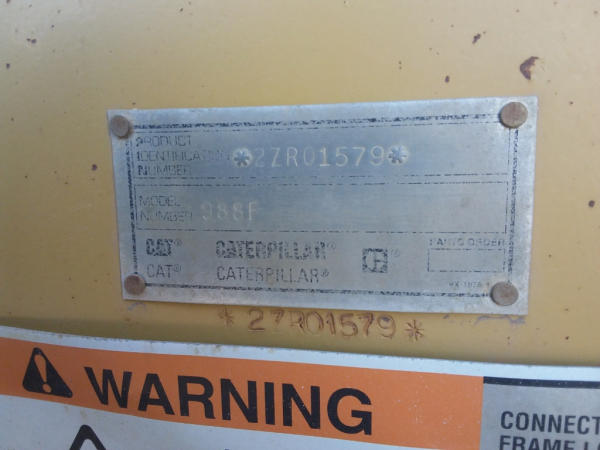 PRODUCT
IDENTIFICATION
NUMBER
*2ZR01579*
MODEL
NUMBER
988F
CAT® CATERPILLAR® ®
CAT® CATERPILLAR®
PARTS ORDER
*2ZR01579*
WARNING
CONNECT
FRAME L